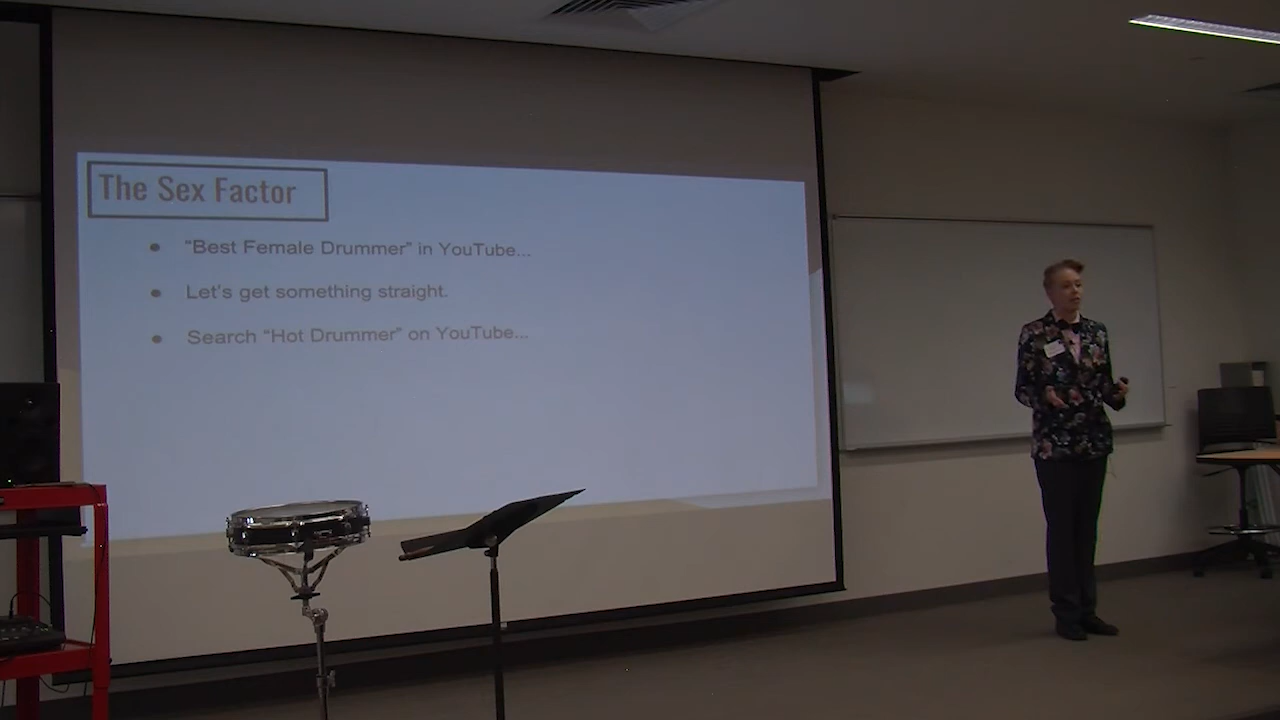 The Sex Factor
● “Best Female Drummer” in YouTube...
● Let's get something straight.
● Search “Hot Drummer” on YouTube...